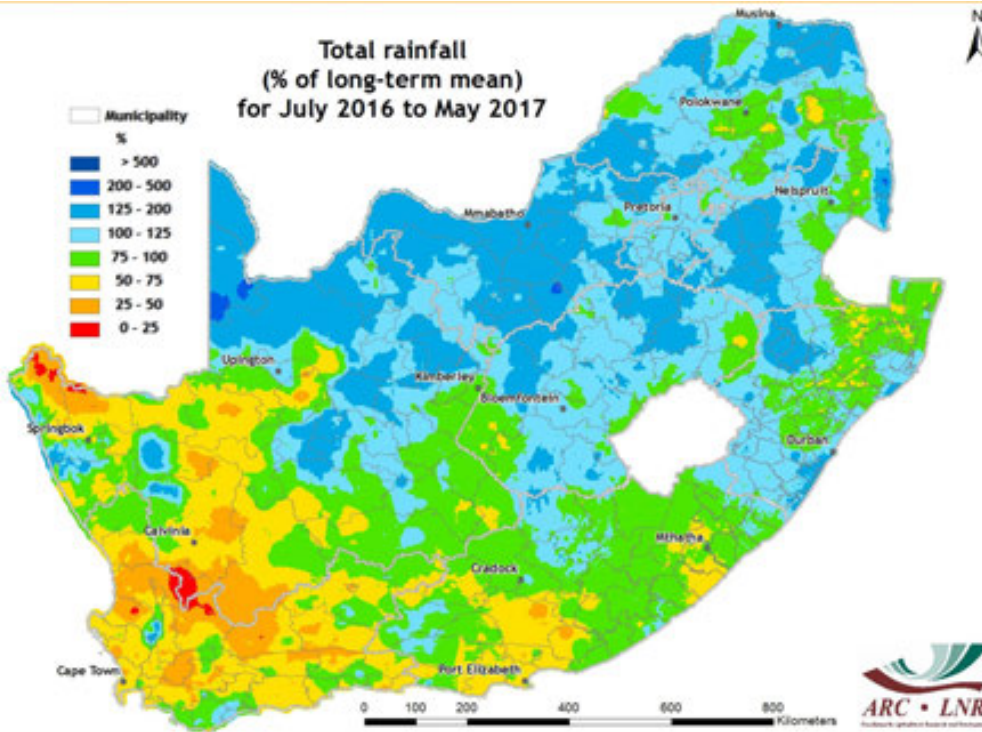 Total rainfall
(% of long-term mean)
for July 2016 to May 2017
N
Municipality
%
> 500
200 - 500
125 - 200
100 - 125
75 - 100
50 - 75
25 - 50
0 - 25
Musina
Polokwane
Nelspruit
Pretoria
Mmabatho
Upington
Kimberley
Bloemfontein
Springbok
Durban
Calvinia
Mthatha
Cradock
Cape Town
Port Elizabeth
0 100 200 400 600 800
Kilometers
ARC • LNR